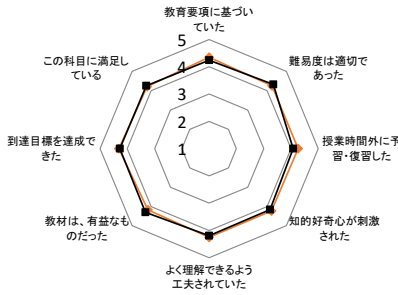 教育要項に基づい
ていた
難易度は適切で
あった
授業時間外に予
習・復習した
知的好奇心が刺激
された
よく理解できるよう
工夫されていた
教材は、有益なも
のだった
到達目標を達成で
きた
この科目に満足し
ている
5
4
3
2
1